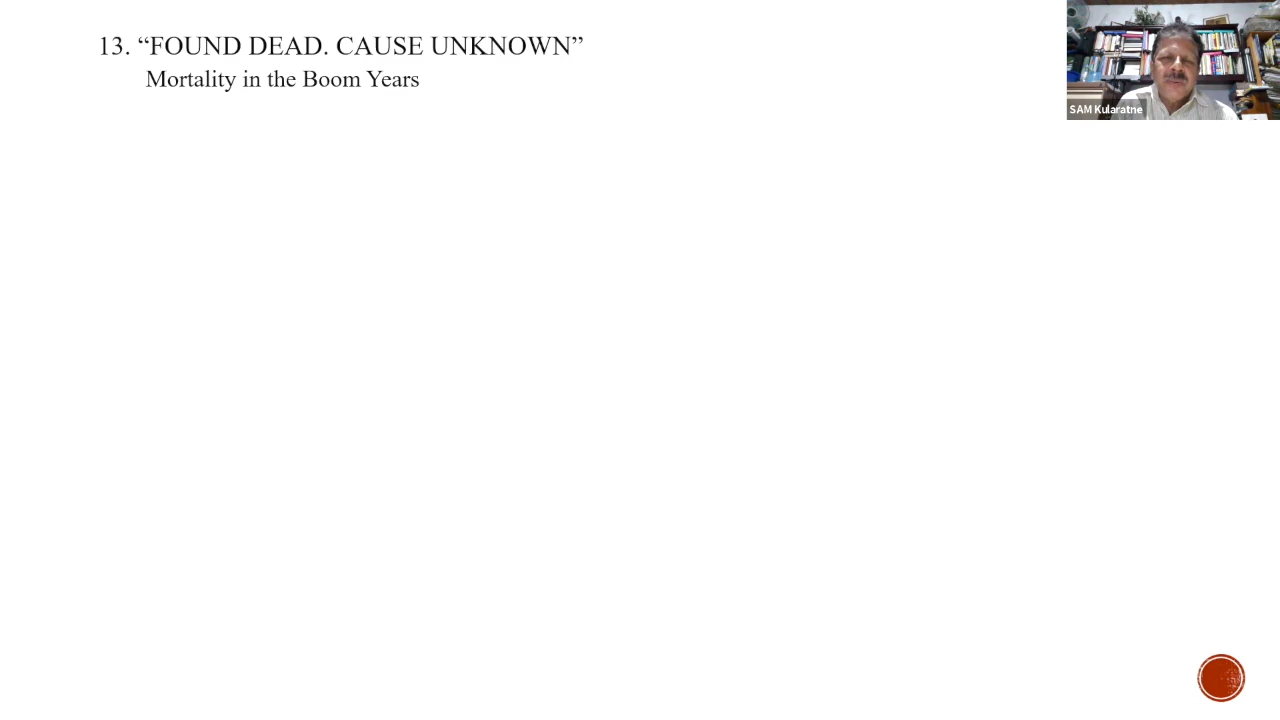 13. “FOUND DEAD. CAUSE UNKNOWN”
Mortality in the Boom Years
SAM Kularatne